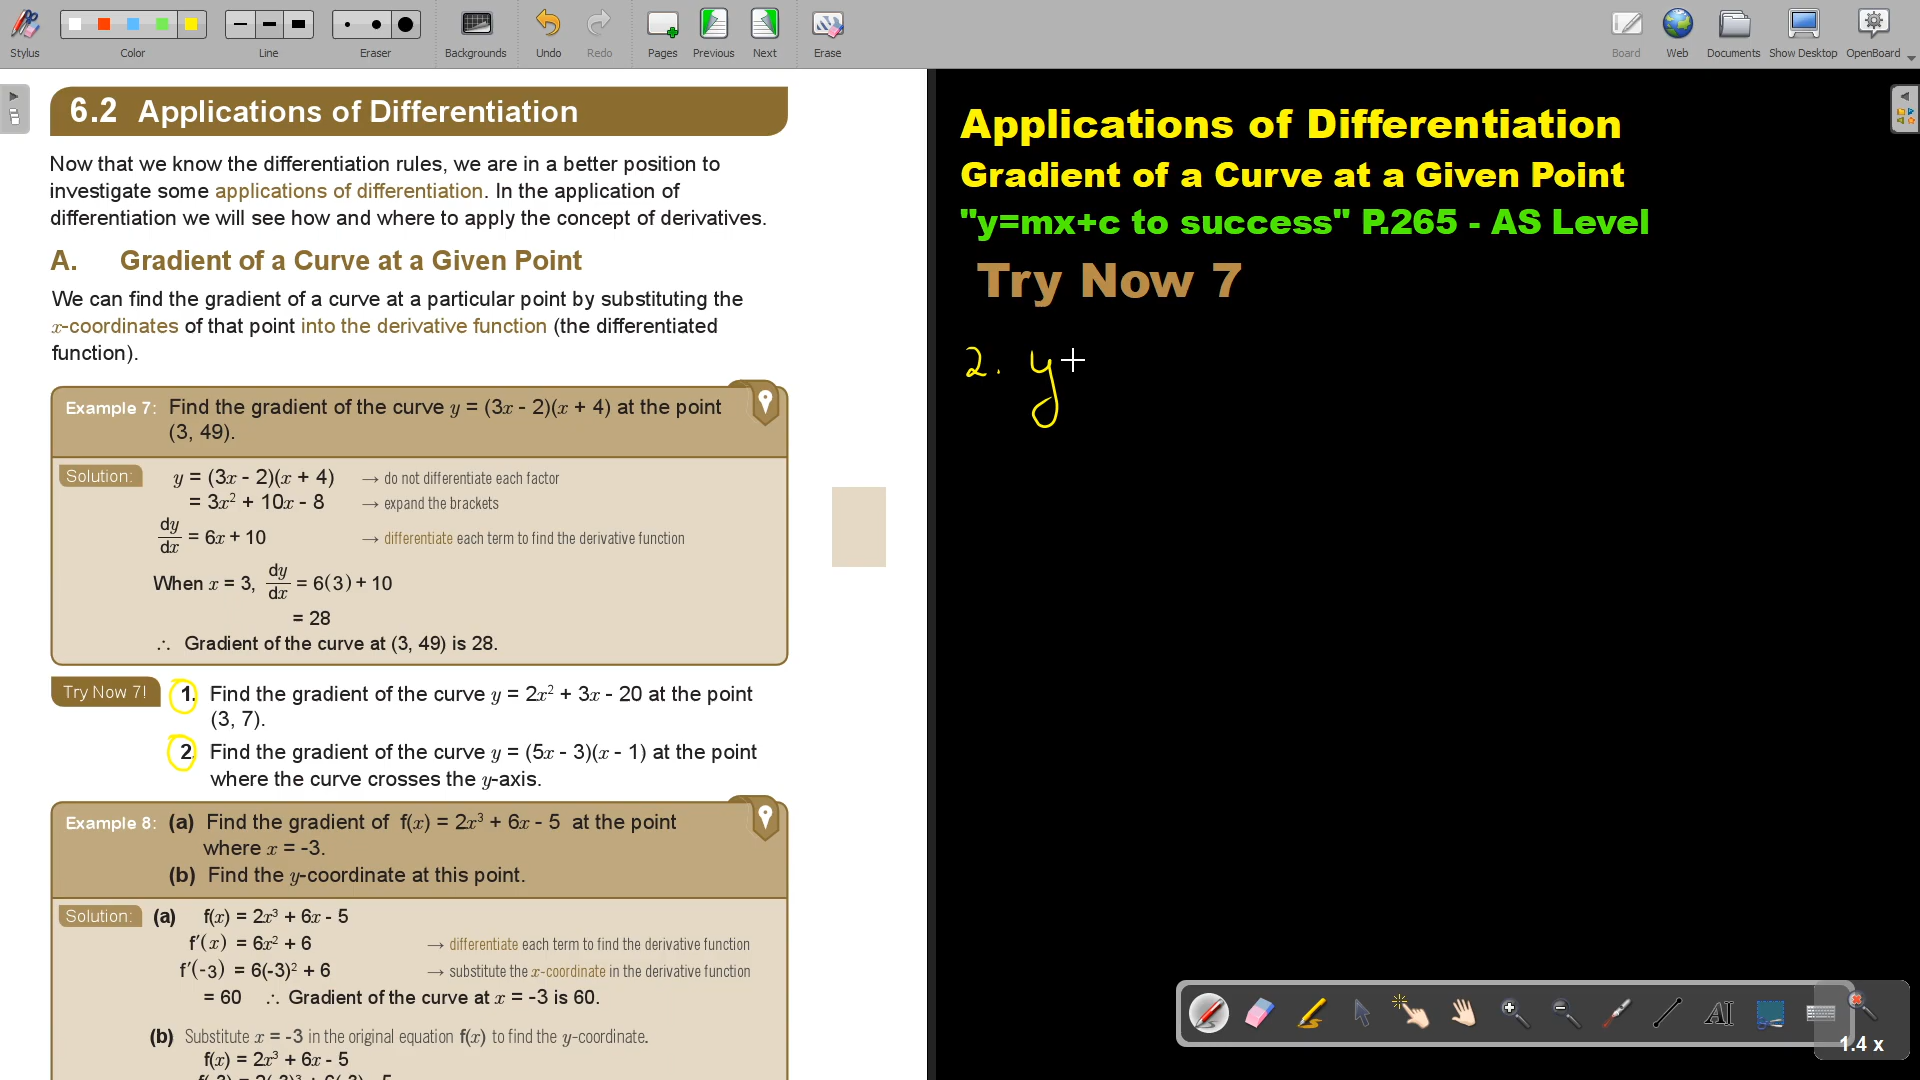 Stylus Color Line Eraser Backgrounds Undo Redo Pages Previous Next Erase Board Web Documents Show Desktop OpenBoard
6.2 Applications of Differentiation
Now that we know the differentiation rules, we are in a better position to
investigate some applications of differentiation. In the application of
differentiation we will see how and where to apply the concept of derivatives.
A. Gradient of a Curve at a Given Point
We can find the gradient of a curve at a particular point by substituting the
x-coordinates of that point into the derivative function (the differentiated
function).
Example 7: Find the gradient of the curve y = (3x - 2)(x + 4) at the point
(3, 49).
Solution: y = (3x - 2)(x + 4) → do not differentiate each factor
= 3x² + 10x - 8 → expand the brackets
dy/dx = 6x + 10 → differentiate each term to find the derivative function
When x = 3, dy/dx = 6(3) + 10
= 28
∴ Gradient of the curve at (3, 49) is 28.
Try Now 7! 1. Find the gradient of the curve y = 2x² + 3x - 20 at the point
(3, 7).
2. Find the gradient of the curve y = (5x - 3)(x - 1) at the point
where the curve crosses the y-axis.
Example 8: (a) Find the gradient of f(x) = 2x³ + 6x - 5 at the point
where x = -3.
(b) Find the y-coordinate at this point.
Solution: (a) f(x) = 2x³ + 6x - 5
f′(x) = 6x² + 6 → differentiate each term to find the derivative function
f′(-3) = 6(-3)² + 6 → substitute the x-coordinate in the derivative function
= 60 ∴ Gradient of the curve at x = -3 is 60.
(b) Substitute x = -3 in the original equation f(x) to find the y-coordinate.
f(x) = 2x³ + 6x - 5
f(-3) = 2(-3)³ + 6(-3) - 5
Applications of Differentiation
Gradient of a Curve at a Given Point
"y=mx+c to success" P.265 - AS Level
Try Now 7
2. y
1.4 x